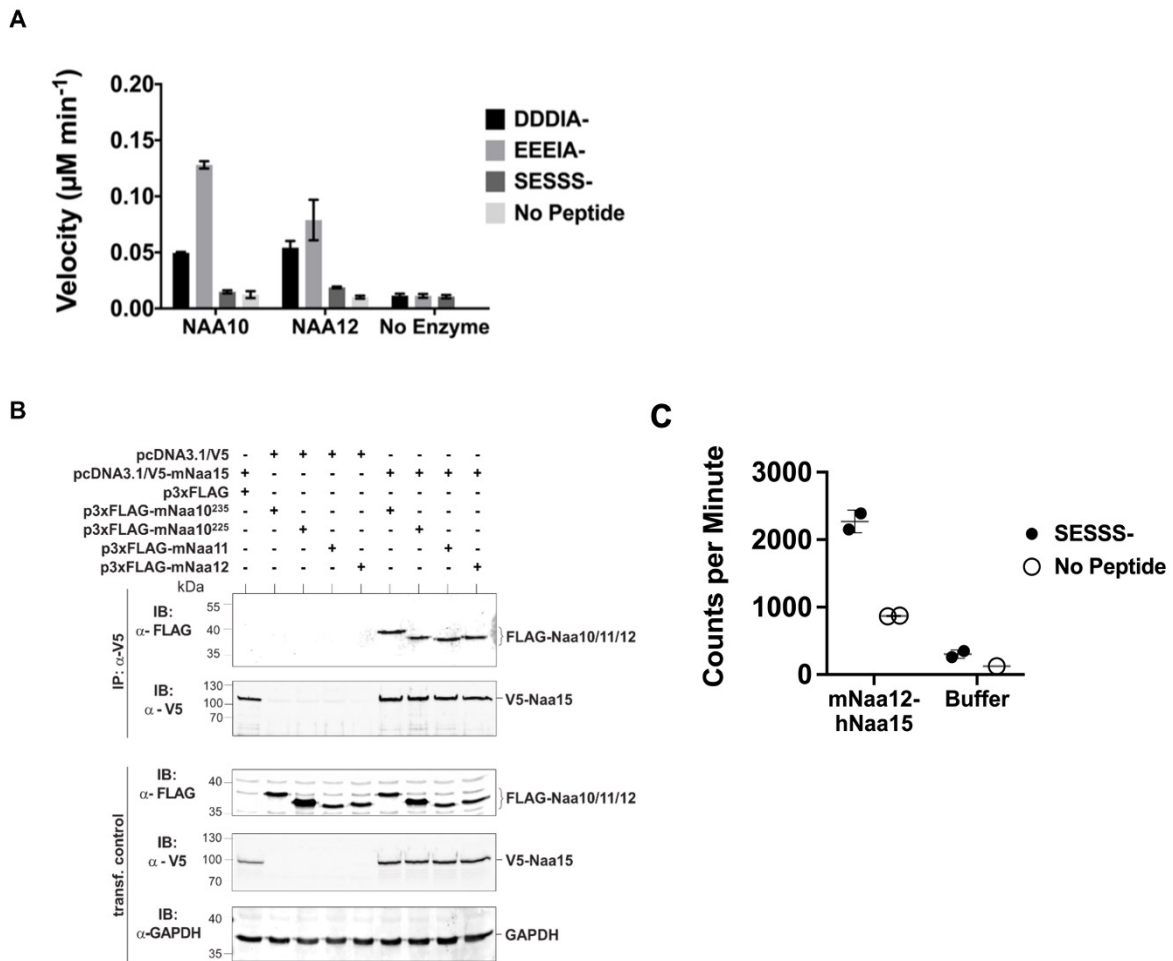 A
Velocity (µM min⁻¹)
0.20
0.15
0.10
0.05
0.00
NAA10 NAA12 No Enzyme
DDDIA-
EEEIA-
SESSS-
No Peptide
B
pcDNA3.1/V5 - + + + + - - - -
pcDNA3.1/V5-mNaa15 + - - - - + + + +
p3xFLAG + - - - - - - - -
p3xFLAG-mNaa10²³⁵ - + - - - + - - -
p3xFLAG-mNaa10²²⁵ - - + - - - + - -
p3xFLAG-mNaa11 - - - + - - - + -
p3xFLAG-mNaa12 - - - - + - - - +
kDa
IP: α-V5
IB:
α- FLAG
55
40
35
FLAG-Naa10/11/12
IB:
α - V5
130
100
70
V5-Naa15
transf. control
IB:
α- FLAG
40
35
FLAG-Naa10/11/12
IB:
α - V5
130
100
70
V5-Naa15
IB:
α-GAPDH
40
35
GAPDH
C
Counts per Minute
3000
2000
1000
0
mNaa12-
hNaa15
Buffer
SESSS-
No Peptide